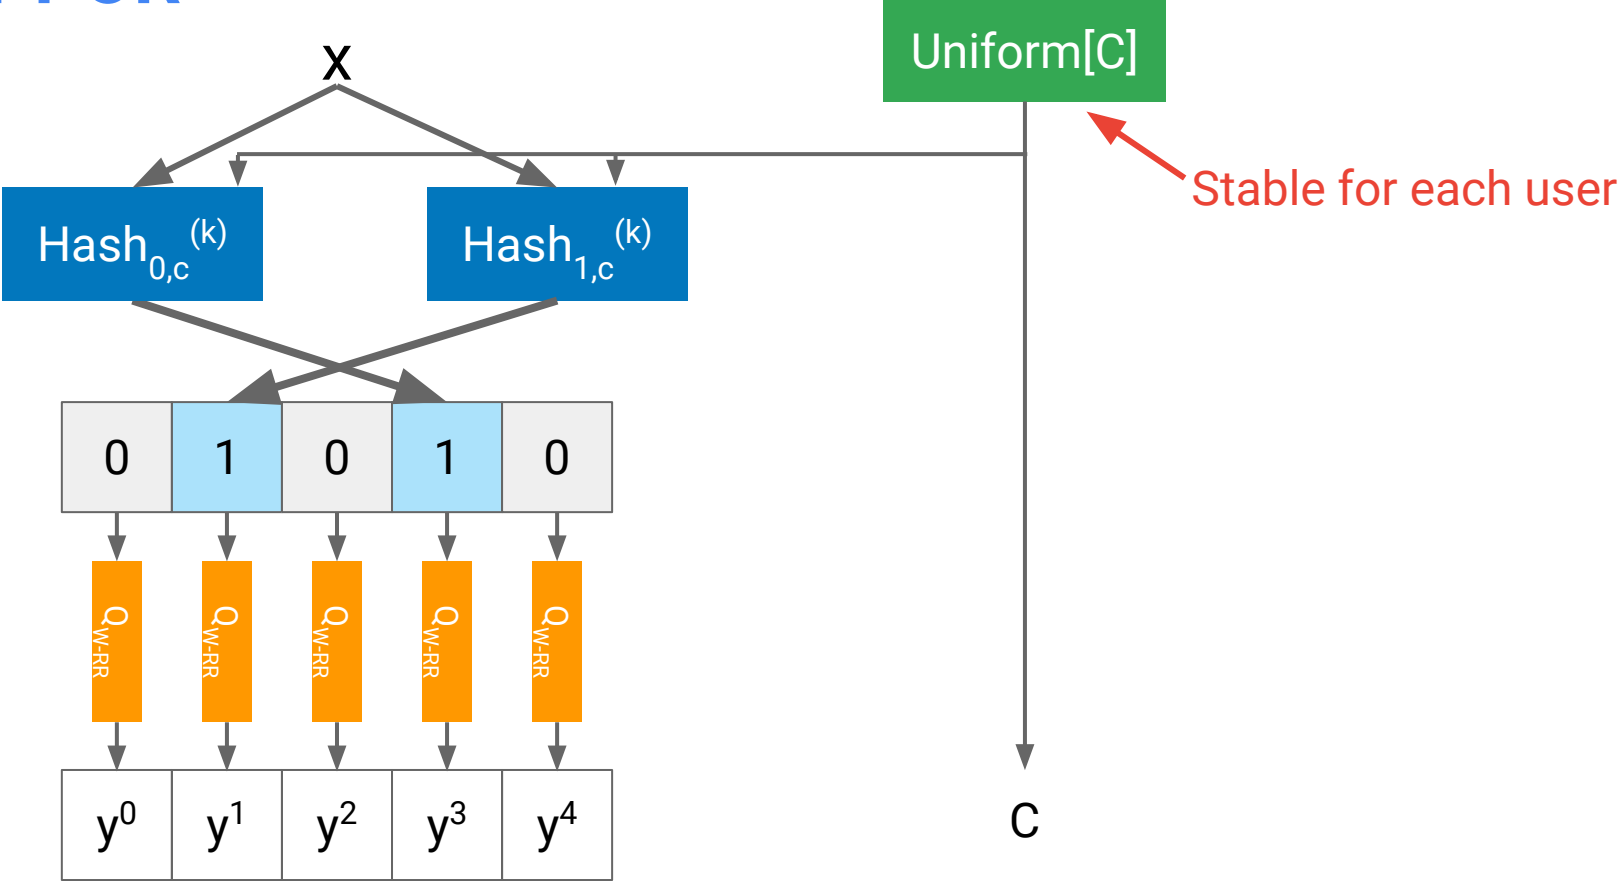 x
Uniform[C]
Stable for each user
Hash0,c(k)
Hash1,c(k)
0 1 0 1 0
QW-RR QW-RR QW-RR QW-RR QW-RR
y0 y1 y2 y3 y4
C